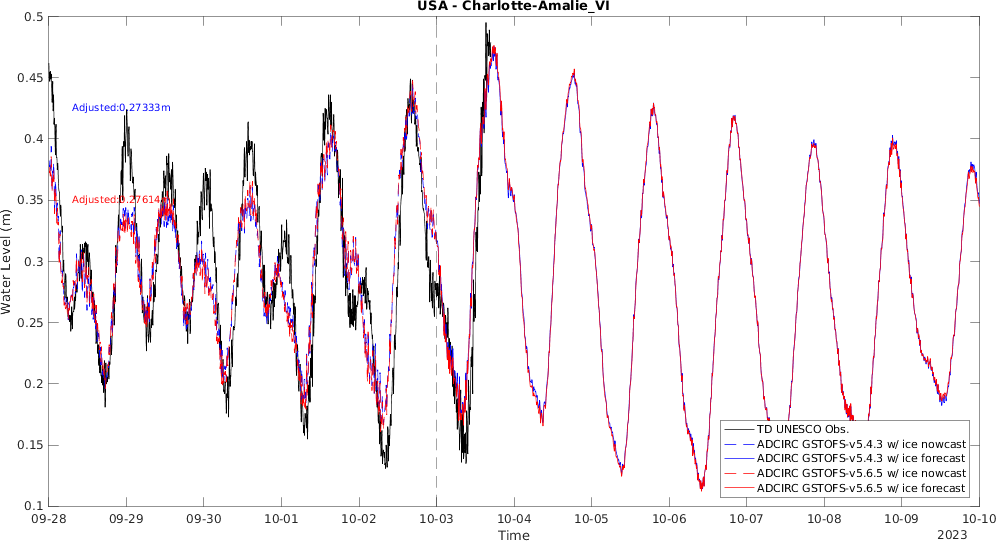 USA - Charlotte-Amalie_VI
0.5
0.45
0.4
0.35
0.3
0.25
0.2
0.15
0.1
Water Level (m)
Adjusted:0.27333m
Adjusted:0.27614m
TD UNESCO Obs.
ADCIRC GSTOFS-v5.4.3 w/ ice nowcast
ADCIRC GSTOFS-v5.4.3 w/ ice forecast
ADCIRC GSTOFS-v5.6.5 w/ ice nowcast
ADCIRC GSTOFS-v5.6.5 w/ ice forecast
09-28 09-29 09-30 10-01 10-02 10-03 10-04 10-05 10-06 10-07 10-08 10-09 10-10
Time
2023